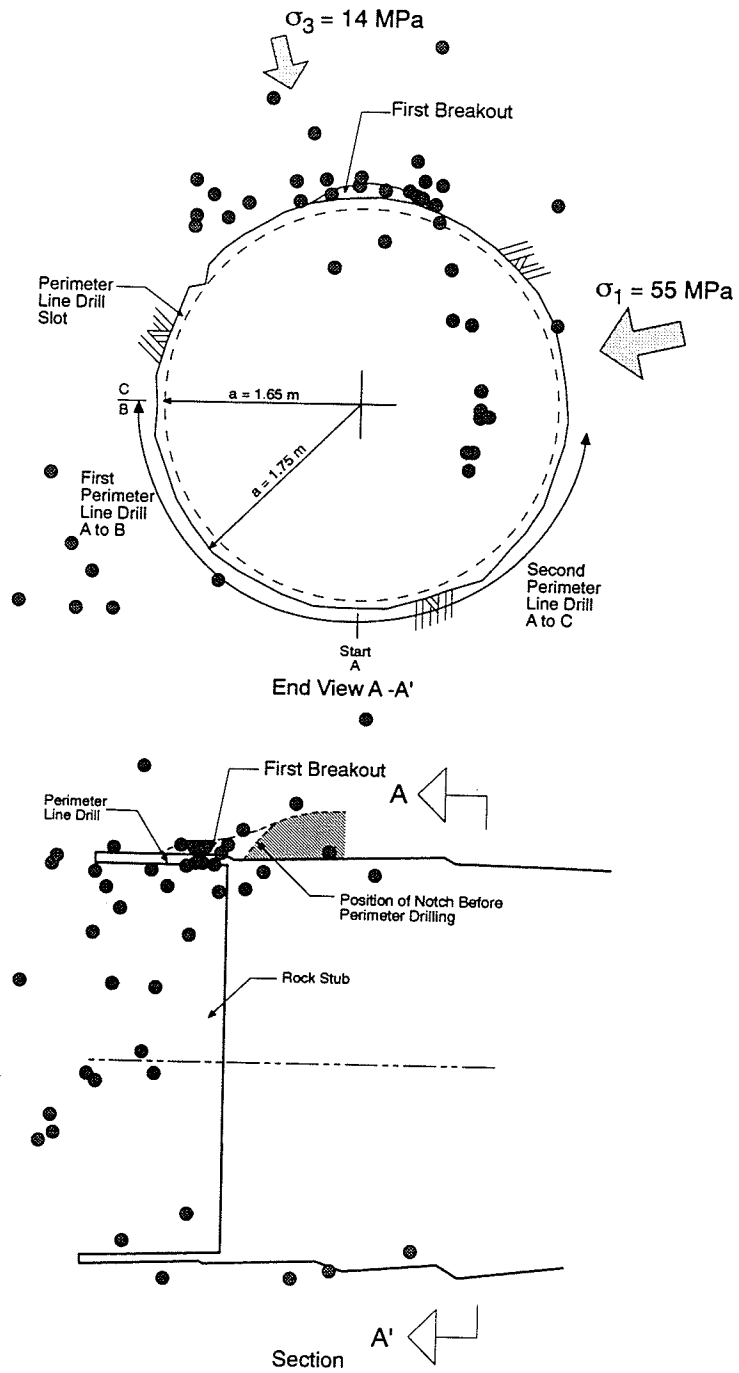 σ3 = 14 MPa
First Breakout
Perimeter
Line Drill
Slot
σ1 = 55 MPa
C
B
a = 1.65 m
a = 1.75 m
First
Perimeter
Line Drill
A to B
Second
Perimeter
Line Drill
A to C
Start
A
End View A -A'
First Breakout
A
Perimeter
Line Drill
Position of Notch Before
Perimeter Drilling
Rock Stub
A'
Section